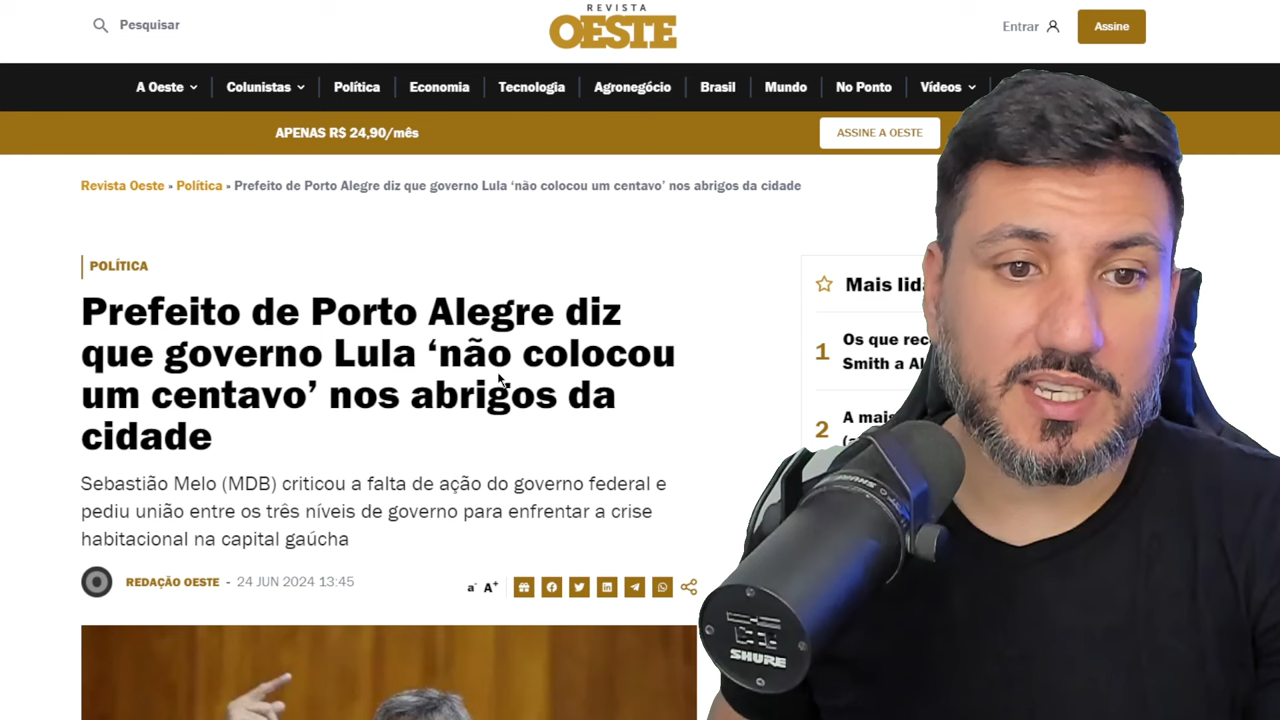 Pesquisar
REVISTA
OESTE
Entrar
Assine
A Oeste
Colunistas
Política
Economia
Tecnologia
Agronegócio
Brasil
Mundo
No Ponto
Vídeos
APENAS R$ 24,90/mês
ASSINE A OESTE
Revista Oeste » Política » Prefeito de Porto Alegre diz que governo Lula ‘não colocou um centavo’ nos abrigos da cidade
POLÍTICA
Prefeito de Porto Alegre diz
que governo Lula ‘não colocou
um centavo’ nos abrigos da
cidade
Sebastião Melo (MDB) criticou a falta de ação do governo federal e
pediu união entre os três níveis de governo para enfrentar a crise
habitacional na capital gaúcha
REDAÇÃO OESTE - 24 JUN 2024 13:45
a- A+
Mais
1
Os que
Smith a
2
A
SHURE